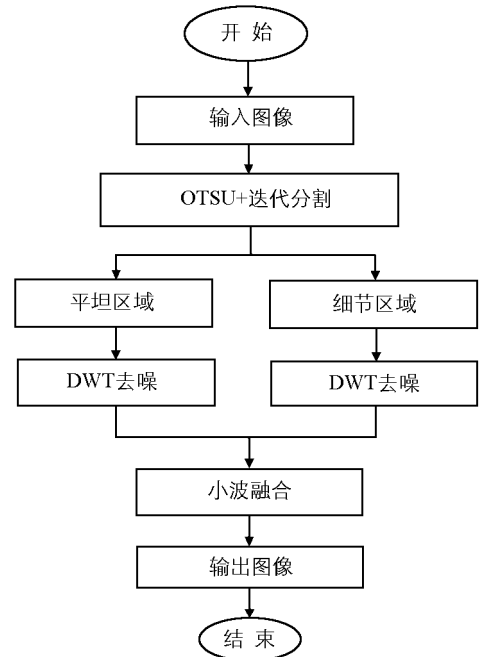 开 始
输入图像
OTSU+迭代分割
平坦区域
细节区域
DWT去噪
DWT去噪
小波融合
输出图像
结 束